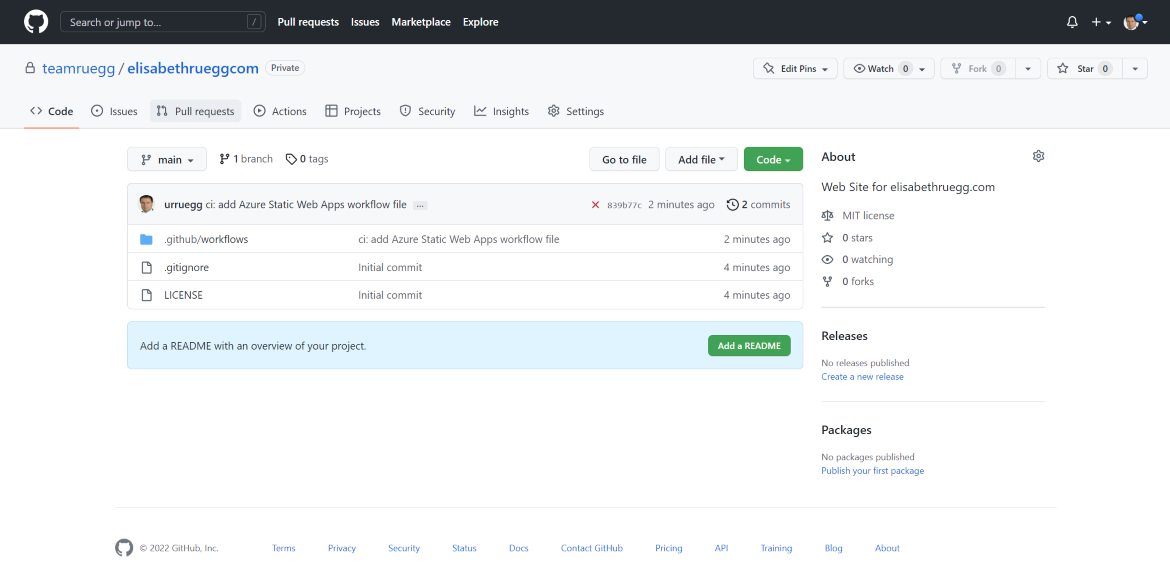 Search or jump to... / Pull requests Issues Marketplace Explore
teamruegg / elisabethrueggcom Private Edit Pins Watch 0 Fork 0 Star 0
Code Issues Pull requests Actions Projects Security Insights Settings
main 1 branch 0 tags Go to file Add file Code
urruegg ci: add Azure Static Web Apps workflow file ... 839b77c 2 minutes ago 2 commits
.github/workflows ci: add Azure Static Web Apps workflow file 2 minutes ago
.gitignore Initial commit 4 minutes ago
LICENSE Initial commit 4 minutes ago
Add a README with an overview of your project. Add a README
About
Web Site for elisabethruegg.com
MIT license
0 stars
0 watching
0 forks
Releases
No releases published
Create a new release
Packages
No packages published
Publish your first package
© 2022 GitHub, Inc. Terms Privacy Security Status Docs Contact GitHub Pricing API Training Blog About